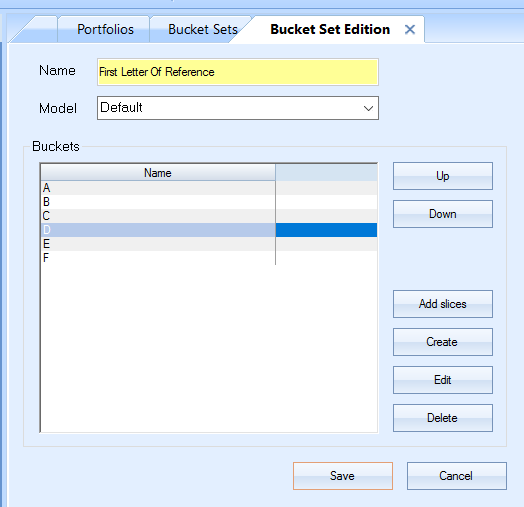 Portfolios Bucket Sets Bucket Set Edition
Name First Letter Of Reference
Model Default
Buckets
Name
A
B
C
D
E
F
Up
Down
Add slices
Create
Edit
Delete
Save Cancel